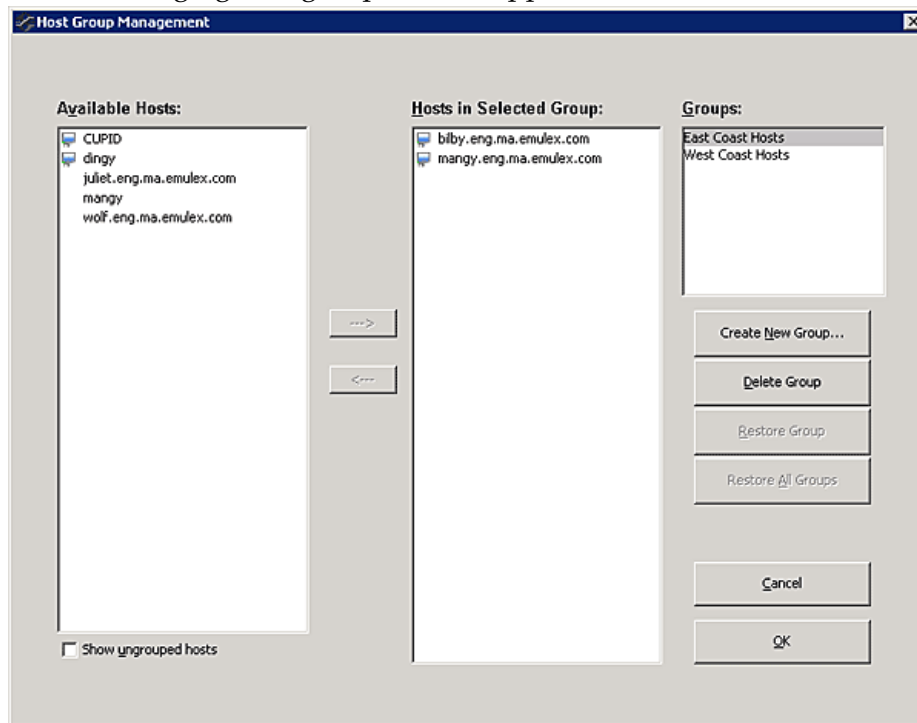 Host Group Management
Available Hosts:
CUPID
dingy
juliet.eng.ma.emulex.com
mangy
wolf.eng.ma.emulex.com
Show ungrouped hosts
--->
<---
Hosts in Selected Group:
bilby.eng.ma.emulex.com
mangy.eng.ma.emulex.com
Groups:
East Coast Hosts
West Coast Hosts
Create New Group...
Delete Group
Restore Group
Restore All Groups
Cancel
OK